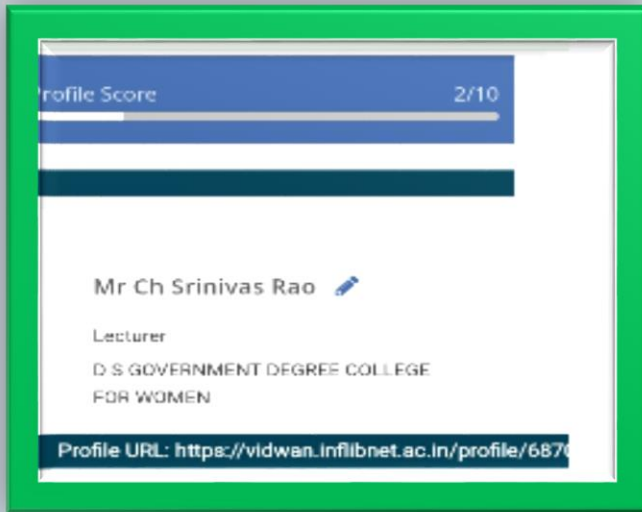 rofile Score 2/10
Mr Ch Srinivas Rao
Lecturer
D S GOVERNMENT DEGREE COLLEGE
FOR WOMEN
Profile URL: https://vidwan.inflibnet.ac.in/profile/6870